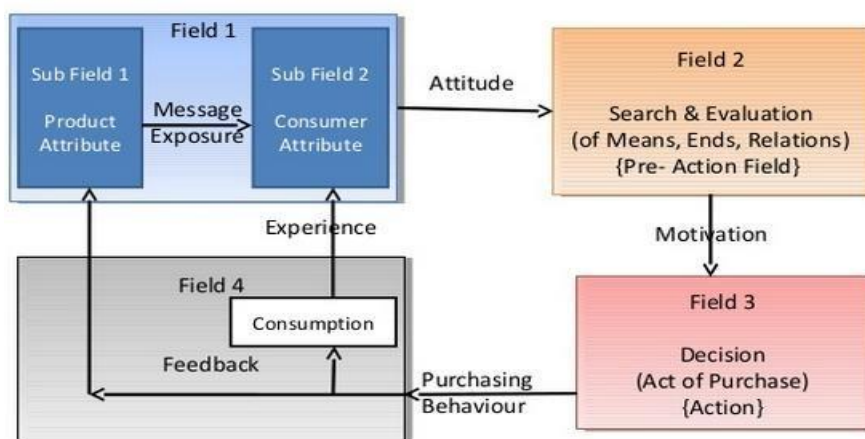 Field 1
Sub Field 1
Product
Attribute
Message
Exposure
Sub Field 2
Consumer
Attribute
Attitude
Field 2
Search & Evaluation
(of Means, Ends, Relations)
{Pre- Action Field}
Motivation
Field 3
Decision
(Act of Purchase)
{Action}
Purchasing
Behaviour
Field 4
Consumption
Feedback
Experience